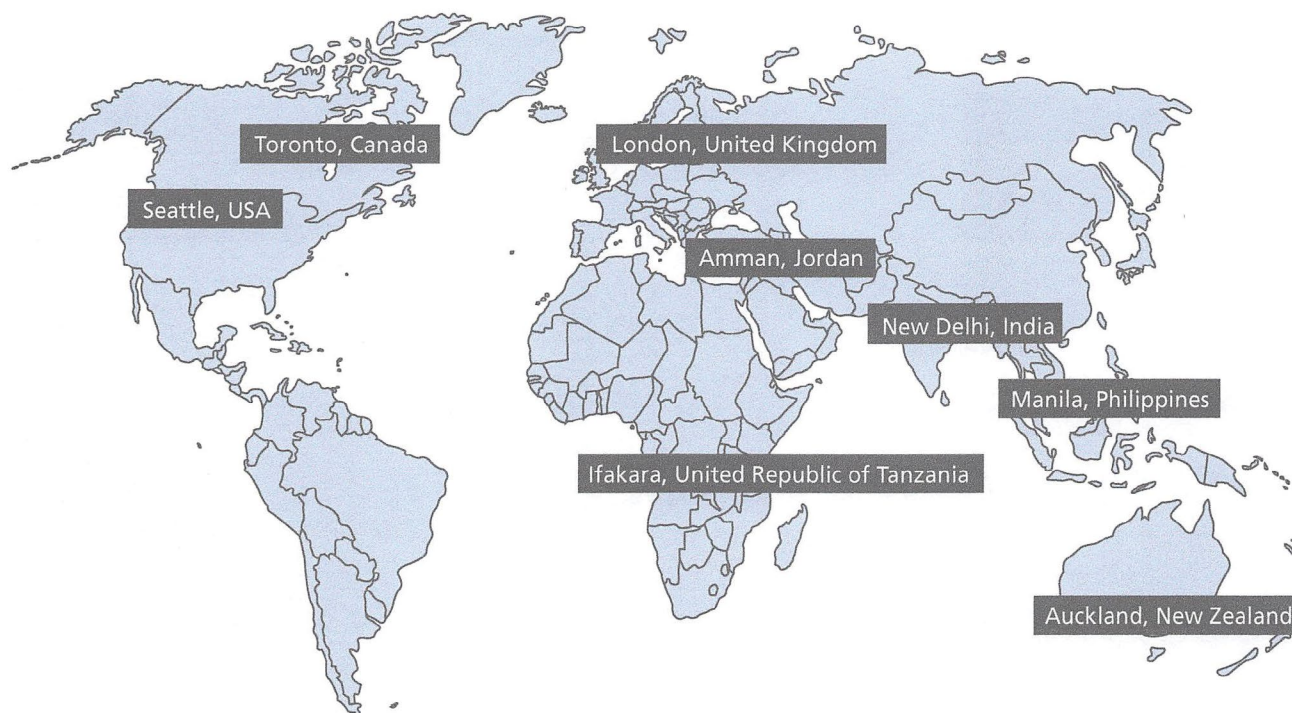 Toronto, Canada
London, United Kingdom
Seattle, USA
Amman, Jordan
New Delhi, India
Manila, Philippines
Ifakara, United Republic of Tanzania
Auckland, New Zealand